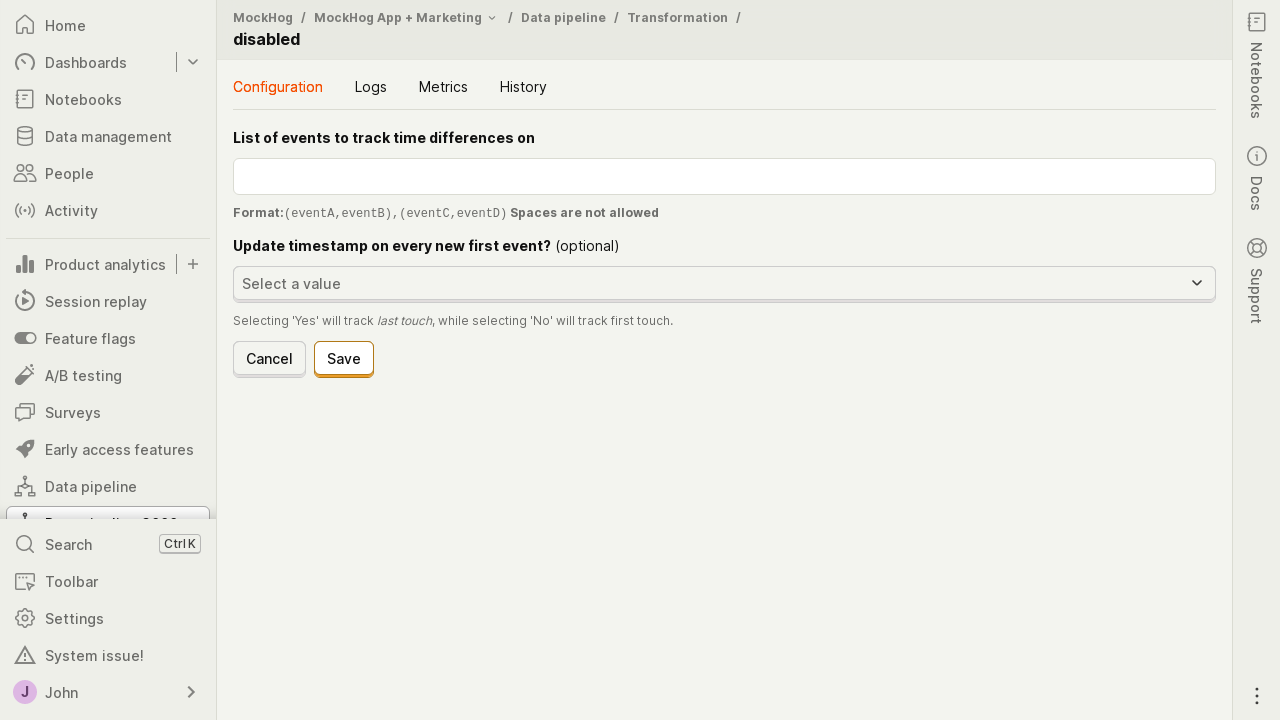 Home
Dashboards
Notebooks
Data management
People
Activity
Product analytics
Session replay
Feature flags
A/B testing
Surveys
Early access features
Data pipeline
Search Ctrl K
Toolbar
Settings
System issue!
J John
MockHog / MockHog App + Marketing / Data pipeline / Transformation /
disabled
Configuration Logs Metrics History
List of events to track time differences on
Format:(eventA,eventB),(eventC,eventD) Spaces are not allowed
Update timestamp on every new first event? (optional)
Select a value
Selecting 'Yes' will track last touch, while selecting 'No' will track first touch.
Cancel Save
Notebooks
Docs
Support